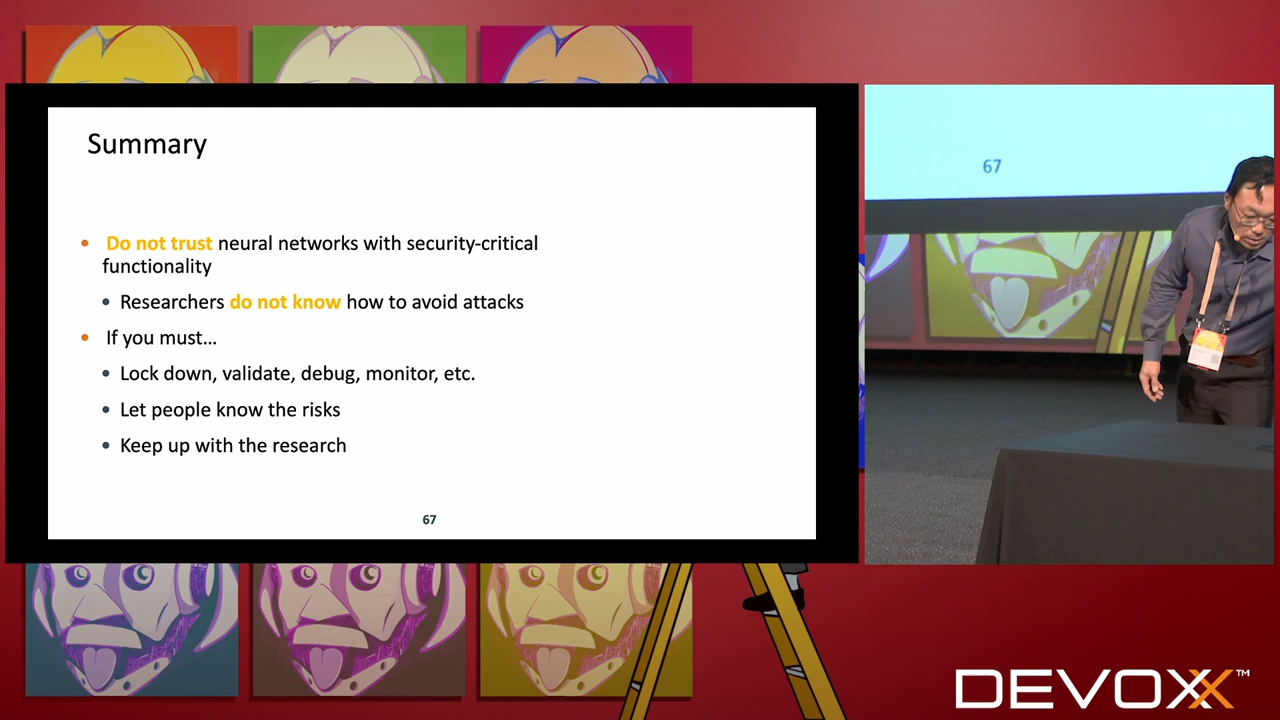 Summary
• Do not trust neural networks with security-critical
functionality
• Researchers do not know how to avoid attacks
• If you must…
• Lock down, validate, debug, monitor, etc.
• Let people know the risks
• Keep up with the research
67
67
DEVOXX™